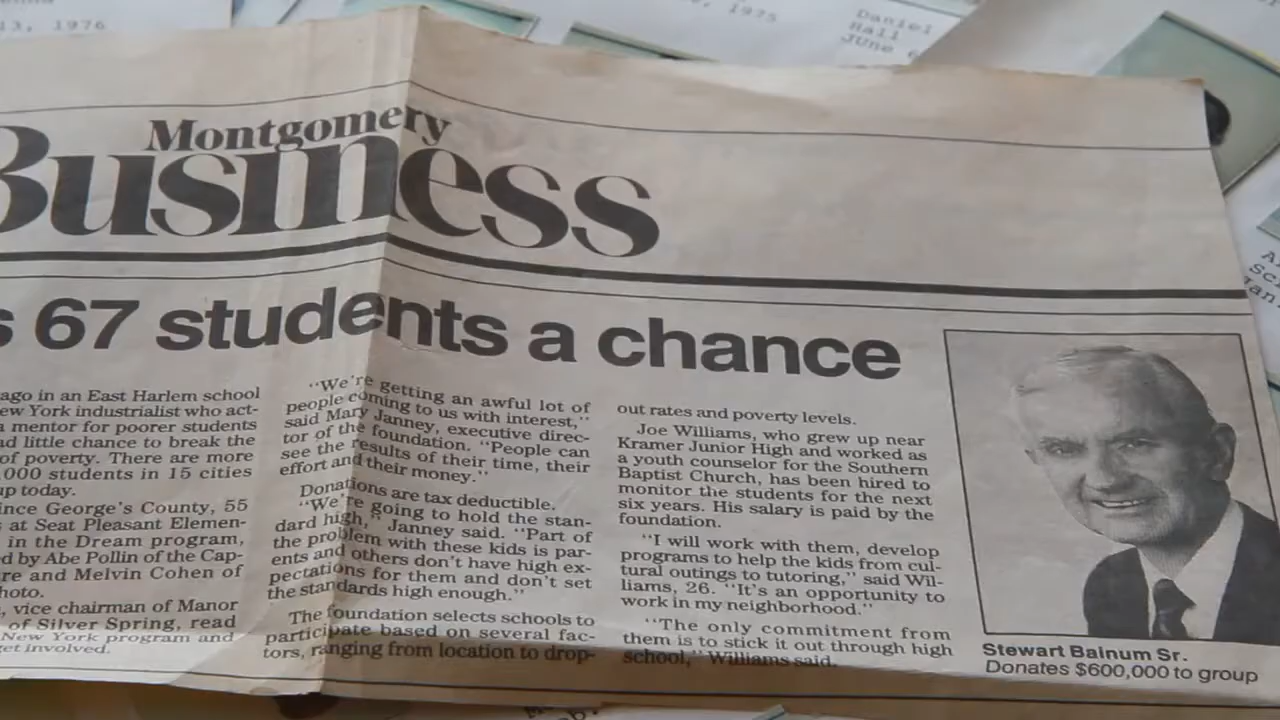 13, 1976
1975
Daniel
Hall
JUne 6
Montgomery
Business
67 students a chance
ago in an East Harlem school
ew York industrialist who act-
a mentor for poorer students
ad little chance to break the
of poverty. There are more
,000 students in 15 cities
up today.
ince George's County, 55
at Seat Pleasant Elemen-
in the Dream program,
ed by Abe Pollin of the Cap-
re and Melvin Cohen of
hoto.
, vice chairman of Manor
of Silver Spring, read
New York program and
et involved.
"We're getting an awful lot of
people coming to us with interest,"
said Mary Janney, executive direc-
tor of the foundation. "People can
see the results of their time, their
effort and their money."
Donations are tax deductible.
"We're going to hold the stan-
dard high," Janney said. "Part of
the problem with these kids is par-
ents and others don't have high ex-
pectations for them and don't set
the standards high enough."
The foundation selects schools to
participate based on several fac-
tors, ranging from location to drop-
out rates and poverty levels.
Joe Williams, who grew up near
Kramer Junior High and worked as
a youth counselor for the Southern
Baptist Church, has been hired to
monitor the students for the next
six years. His salary is paid by the
foundation.
"I will work with them, develop
programs to help the kids from cul-
tural outings to tutoring," said Wil-
liams, 26. "It's an opportunity to
work in my neighborhood."
"The only commitment from
them is to stick it out through high
school," Williams said.
Stewart Bainum Sr.
Donates $600,000 to group